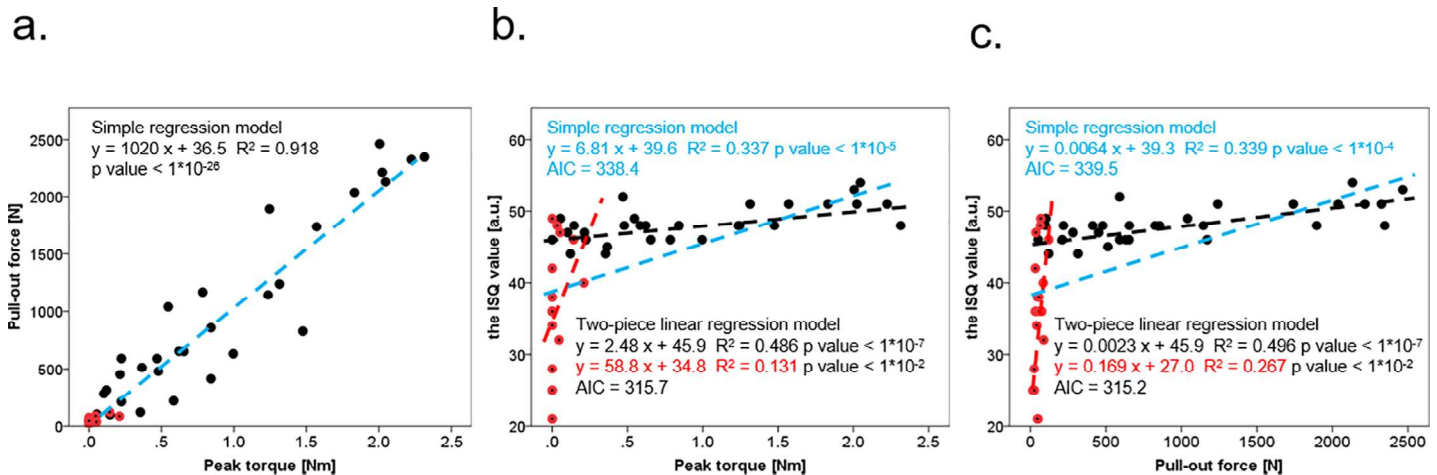 a.
Simple regression model
y = 1020 x + 36.5 R² = 0.918
p value < 1*10⁻²⁶
2500
2000
1500
1000
500
0
Pull-out force [N]
.0 .5 1.0 1.5 2.0 2.5
Peak torque [Nm]
b.
Simple regression model
y = 6.81 x + 39.6 R² = 0.337 p value < 1*10⁻⁵
AIC = 338.4
60
50
40
30
20
the ISQ value [a.u.]
Two-piece linear regression model
y = 2.48 x + 45.9 R² = 0.486 p value < 1*10⁻⁷
y = 58.8 x + 34.8 R² = 0.131 p value < 1*10⁻²
AIC = 315.7
.0 .5 1.0 1.5 2.0 2.5
Peak torque [Nm]
c.
Simple regression model
y = 0.0064 x + 39.3 R² = 0.339 p value < 1*10⁻⁴
AIC = 339.5
60
50
40
30
20
the ISQ value [a.u.]
Two-piece linear regression model
y = 0.0023 x + 45.9 R² = 0.496 p value < 1*10⁻⁷
y = 0.169 x + 27.0 R² = 0.267 p value < 1*10⁻²
AIC = 315.2
0 500 1000 1500 2000 2500
Pull-out force [N]